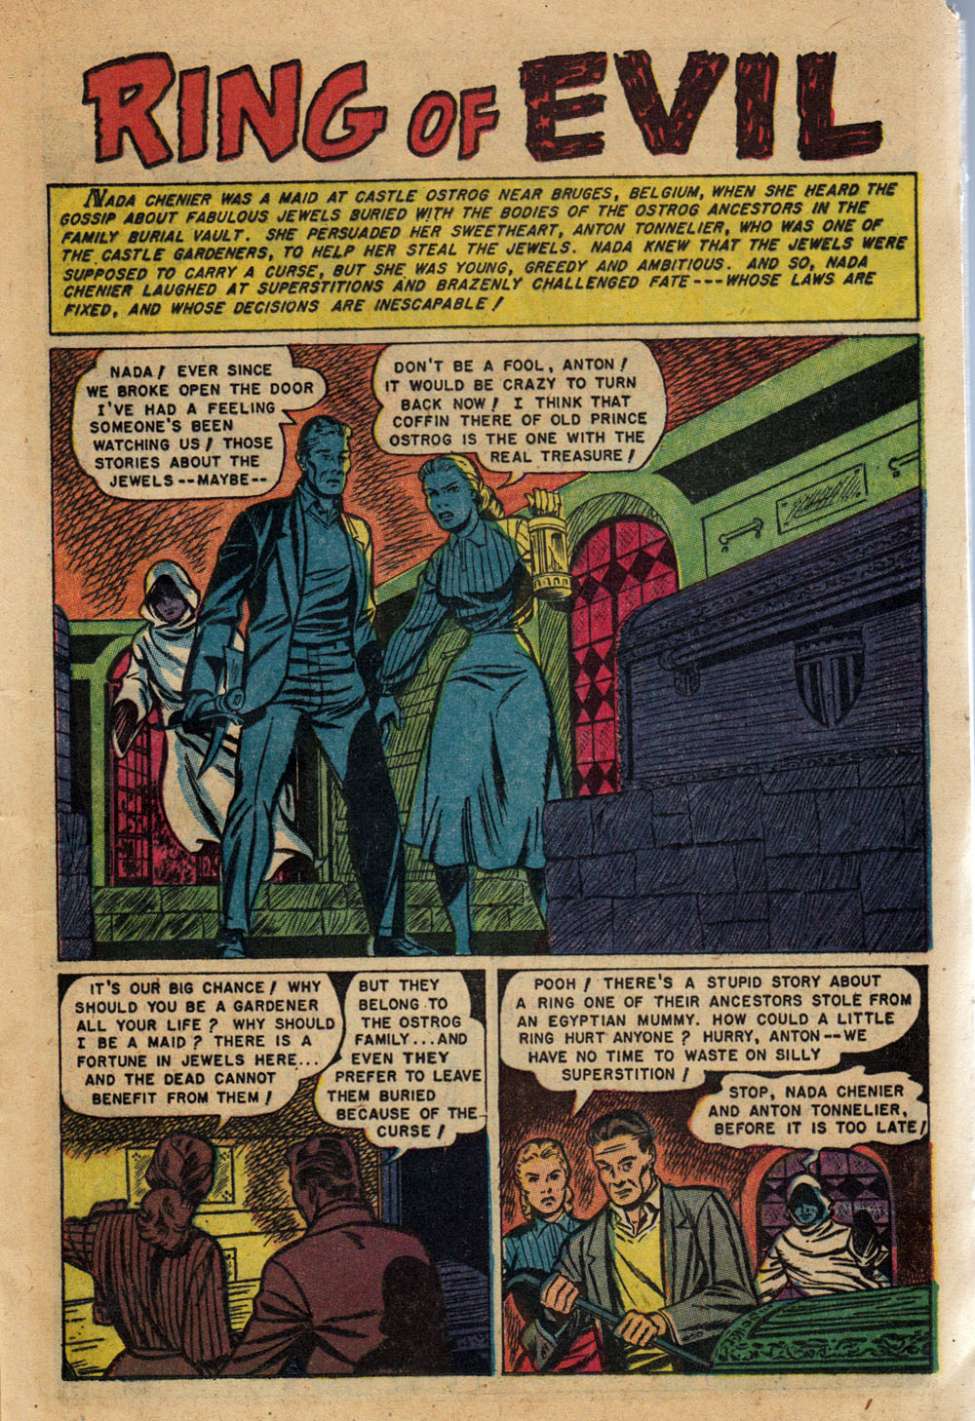 RING OF EVIL
NADA CHENIER WAS A MAID AT CASTLE OSTROG NEAR BRUGES, BELGIUM, WHEN SHE HEARD THE
GOSSIP ABOUT FABULOUS JEWELS BURIED WITH THE BODIES OF THE OSTROG ANCESTORS IN THE
FAMILY BURIAL VAULT. SHE PERSUADED HER SWEETHEART, ANTON TONNELIER, WHO WAS ONE OF
THE CASTLE GARDENERS, TO HELP HER STEAL THE JEWELS. NADA KNEW THAT THE JEWELS WERE
SUPPOSED TO CARRY A CURSE, BUT SHE WAS YOUNG, GREEDY AND AMBITIOUS. AND SO, NADA
CHENIER LAUGHED AT SUPERSTITIONS AND BRAZENLY CHALLENGED FATE---WHOSE LAWS ARE
FIXED, AND WHOSE DECISIONS ARE INESCAPABLE!
NADA! EVER SINCE
WE BROKE OPEN THE DOOR
I'VE HAD A FEELING
SOMEONE'S BEEN
WATCHING US! THOSE
STORIES ABOUT THE
JEWELS--MAYBE--
DON'T BE A FOOL, ANTON!
IT WOULD BE CRAZY TO TURN
BACK NOW! I THINK THAT
COFFIN THERE OF OLD PRINCE
OSTROG IS THE ONE WITH THE
REAL TREASURE!
IT'S OUR BIG CHANCE! WHY
SHOULD YOU BE A GARDENER
ALL YOUR LIFE? WHY SHOULD
I BE A MAID? THERE IS A
FORTUNE IN JEWELS HERE...
AND THE DEAD CANNOT
BENEFIT FROM THEM!
BUT THEY
BELONG TO
THE OSTROG
FAMILY...AND
EVEN THEY
PREFER TO LEAVE
THEM BURIED
BECAUSE OF THE
CURSE!
POOH! THERE'S A STUPID STORY ABOUT
A RING ONE OF THEIR ANCESTORS STOLE FROM
AN EGYPTIAN MUMMY. HOW COULD A LITTLE
RING HURT ANYONE? HURRY, ANTON--WE
HAVE NO TIME TO WASTE ON SILLY
SUPERSTITION!
STOP, NADA CHENIER
AND ANTON TONNELIER,
BEFORE IT IS TOO LATE!